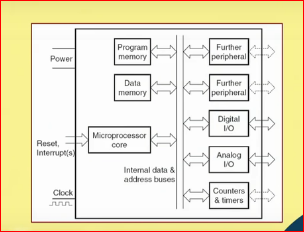 Power
Program
memory
Further
peripheral
Data
memory
Further
peripheral
Digital
I/O
Reset,
Interrupt(s)
Microprocessor
core
Analog
I/O
Internal data &
address buses
Clock
Counters
& timers